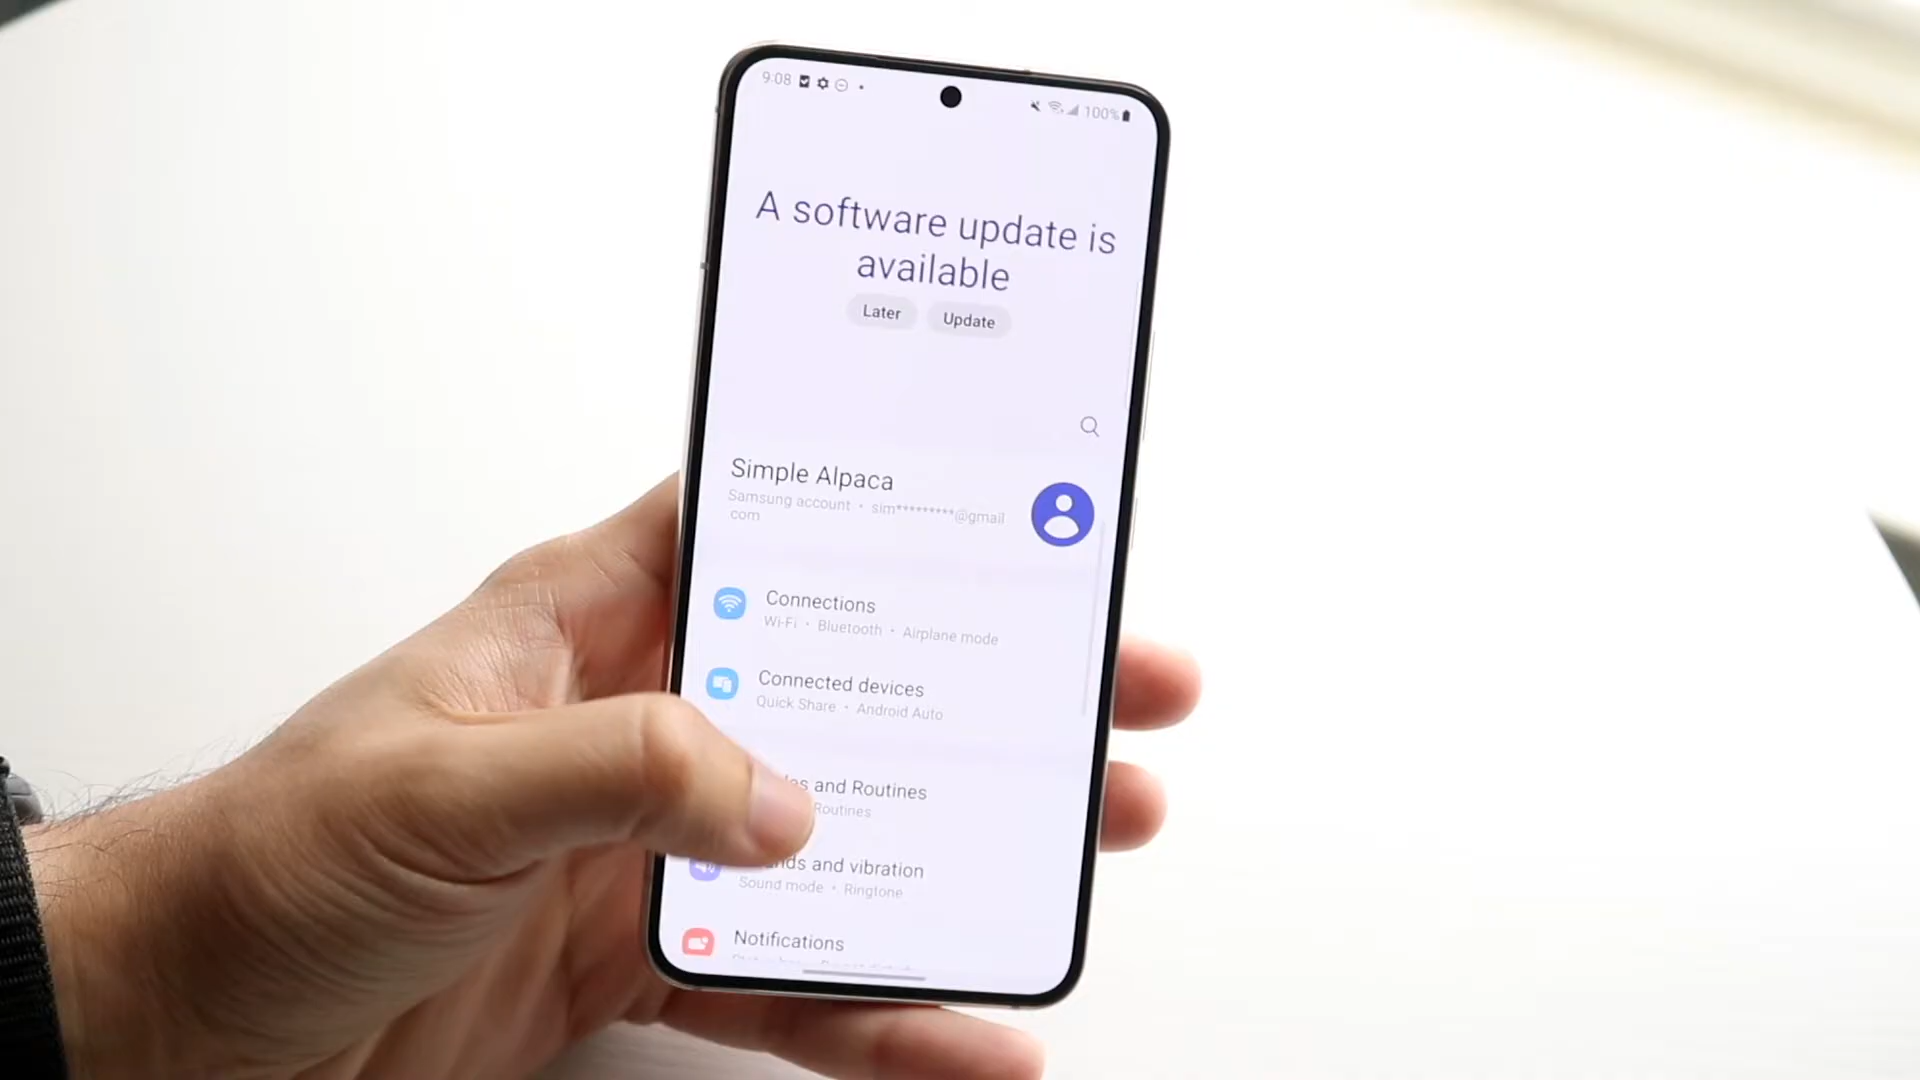 9:08
100%
A software update is
available
Later Update
Simple Alpaca
Samsung account • sim*********@gmail
com
Connections
Wi-Fi • Bluetooth • Airplane mode
Connected devices
Quick Share • Android Auto
and Routines
Routines
and vibration
Sound mode • Ringtone
Notifications